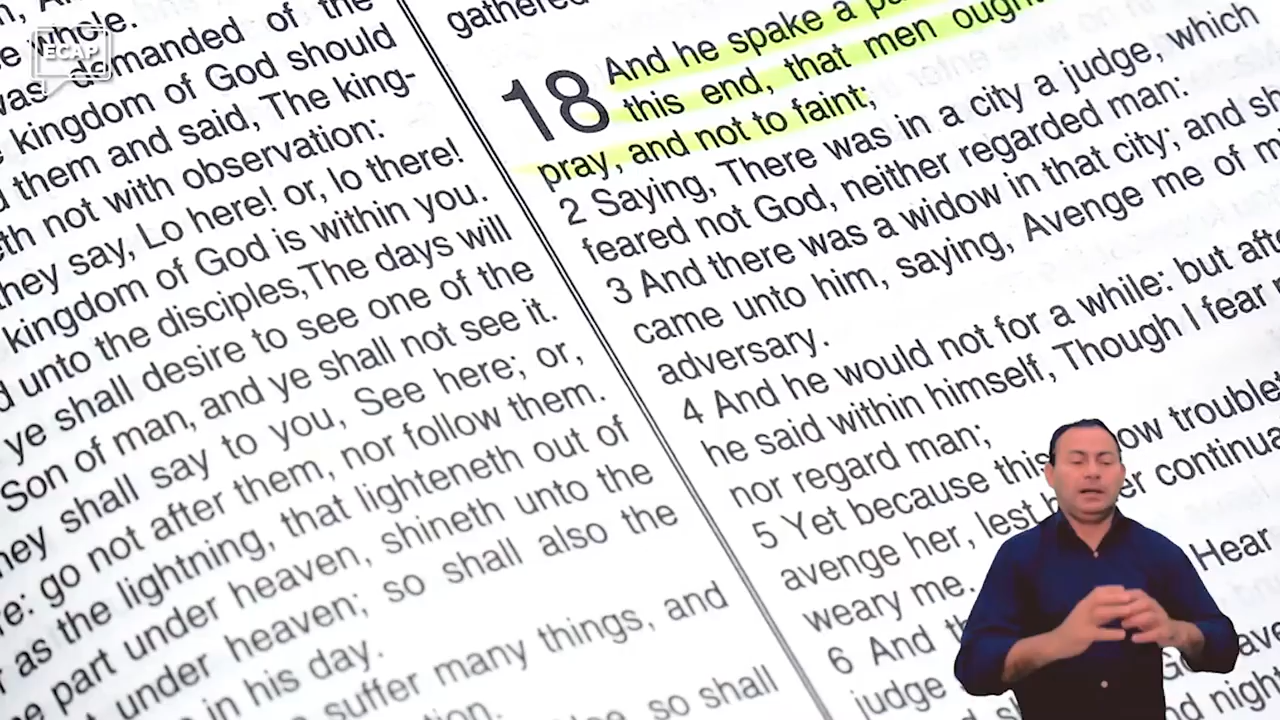 ECAP
whole.
was demanded of the
kingdom of God should
them and said, The king-
not with observation:
they say, Lo here! or, lo there!
kingdom of God is within you.
unto the disciples, The days will
ye shall desire to see one of the
Son of man, and ye shall not see it.
shall say to you, See here; or,
go not after them, nor follow them.
as the lightning, that lighteneth out of
part under heaven, shineth unto the
under heaven; so shall also the
in his day.
suffer many things, and
so shall
gathered
18 And he spake a
this end, that men ought
pray, and not to faint;
2 Saying, There was in a city a judge, which
feared not God, neither regarded man:
3 And there was a widow in that city; and
came unto him, saying, Avenge me of
adversary.
4 And he would not for a while: but
he said within himself, Though I fear
nor regard man;
5 Yet because this
avenge her, lest
weary me.
Hear
6 And
judge
night